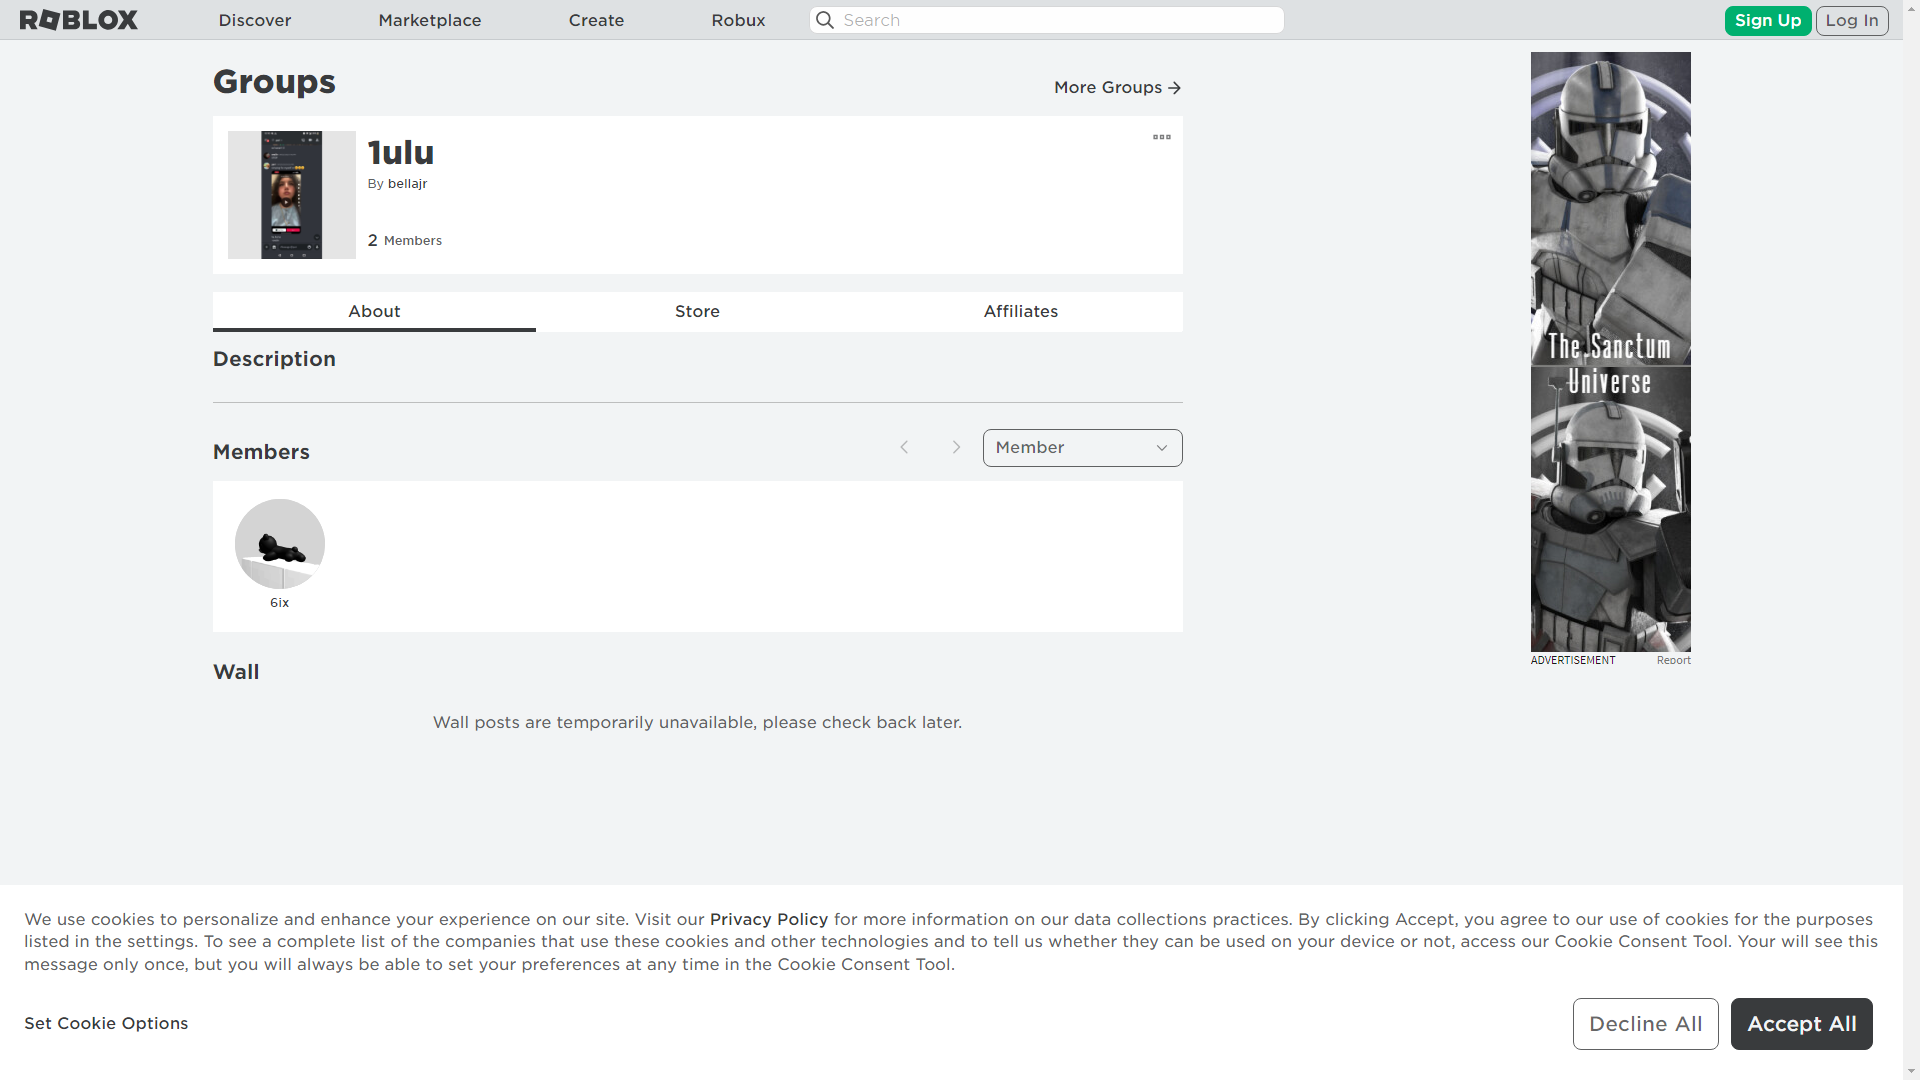 ROBLOX
Discover
Marketplace
Create
Robux
Search
Sign Up
Log In
Groups
More Groups
1ulu
By bellajr
2 Members
About
Store
Affiliates
Description
Members
Member
6ix
Wall
Wall posts are temporarily unavailable, please check back later.
The Sanctum
Universe
ADVERTISEMENT
Report
We use cookies to personalize and enhance your experience on our site. Visit our Privacy Policy for more information on our data collections practices. By clicking Accept, you agree to our use of cookies for the purposes
listed in the settings. To see a complete list of the companies that use these cookies and other technologies and to tell us whether they can be used on your device or not, access our Cookie Consent Tool. Your will see this
message only once, but you will always be able to set your preferences at any time in the Cookie Consent Tool.
Set Cookie Options
Decline All
Accept All